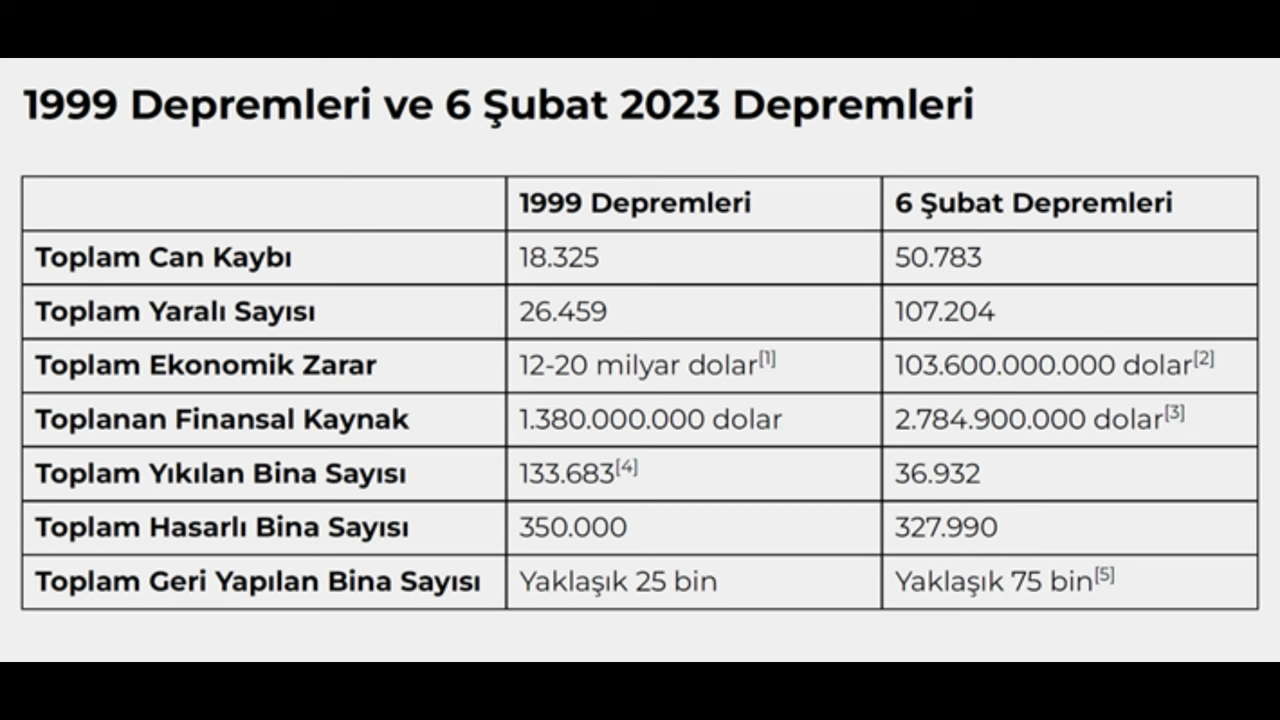 1999 Depremleri ve 6 Şubat 2023 Depremleri
1999 Depremleri 6 Şubat Depremleri
Toplam Can Kaybı 18.325 50.783
Toplam Yaralı Sayısı 26.459 107.204
Toplam Ekonomik Zarar 12-20 milyar dolar[1] 103.600.000.000 dolar[2]
Toplanan Finansal Kaynak 1.380.000.000 dolar 2.784.900.000 dolar[3]
Toplam Yıkılan Bina Sayısı 133.683[4] 36.932
Toplam Hasarlı Bina Sayısı 350.000 327.990
Toplam Geri Yapılan Bina Sayısı Yaklaşık 25 bin Yaklaşık 75 bin[5]